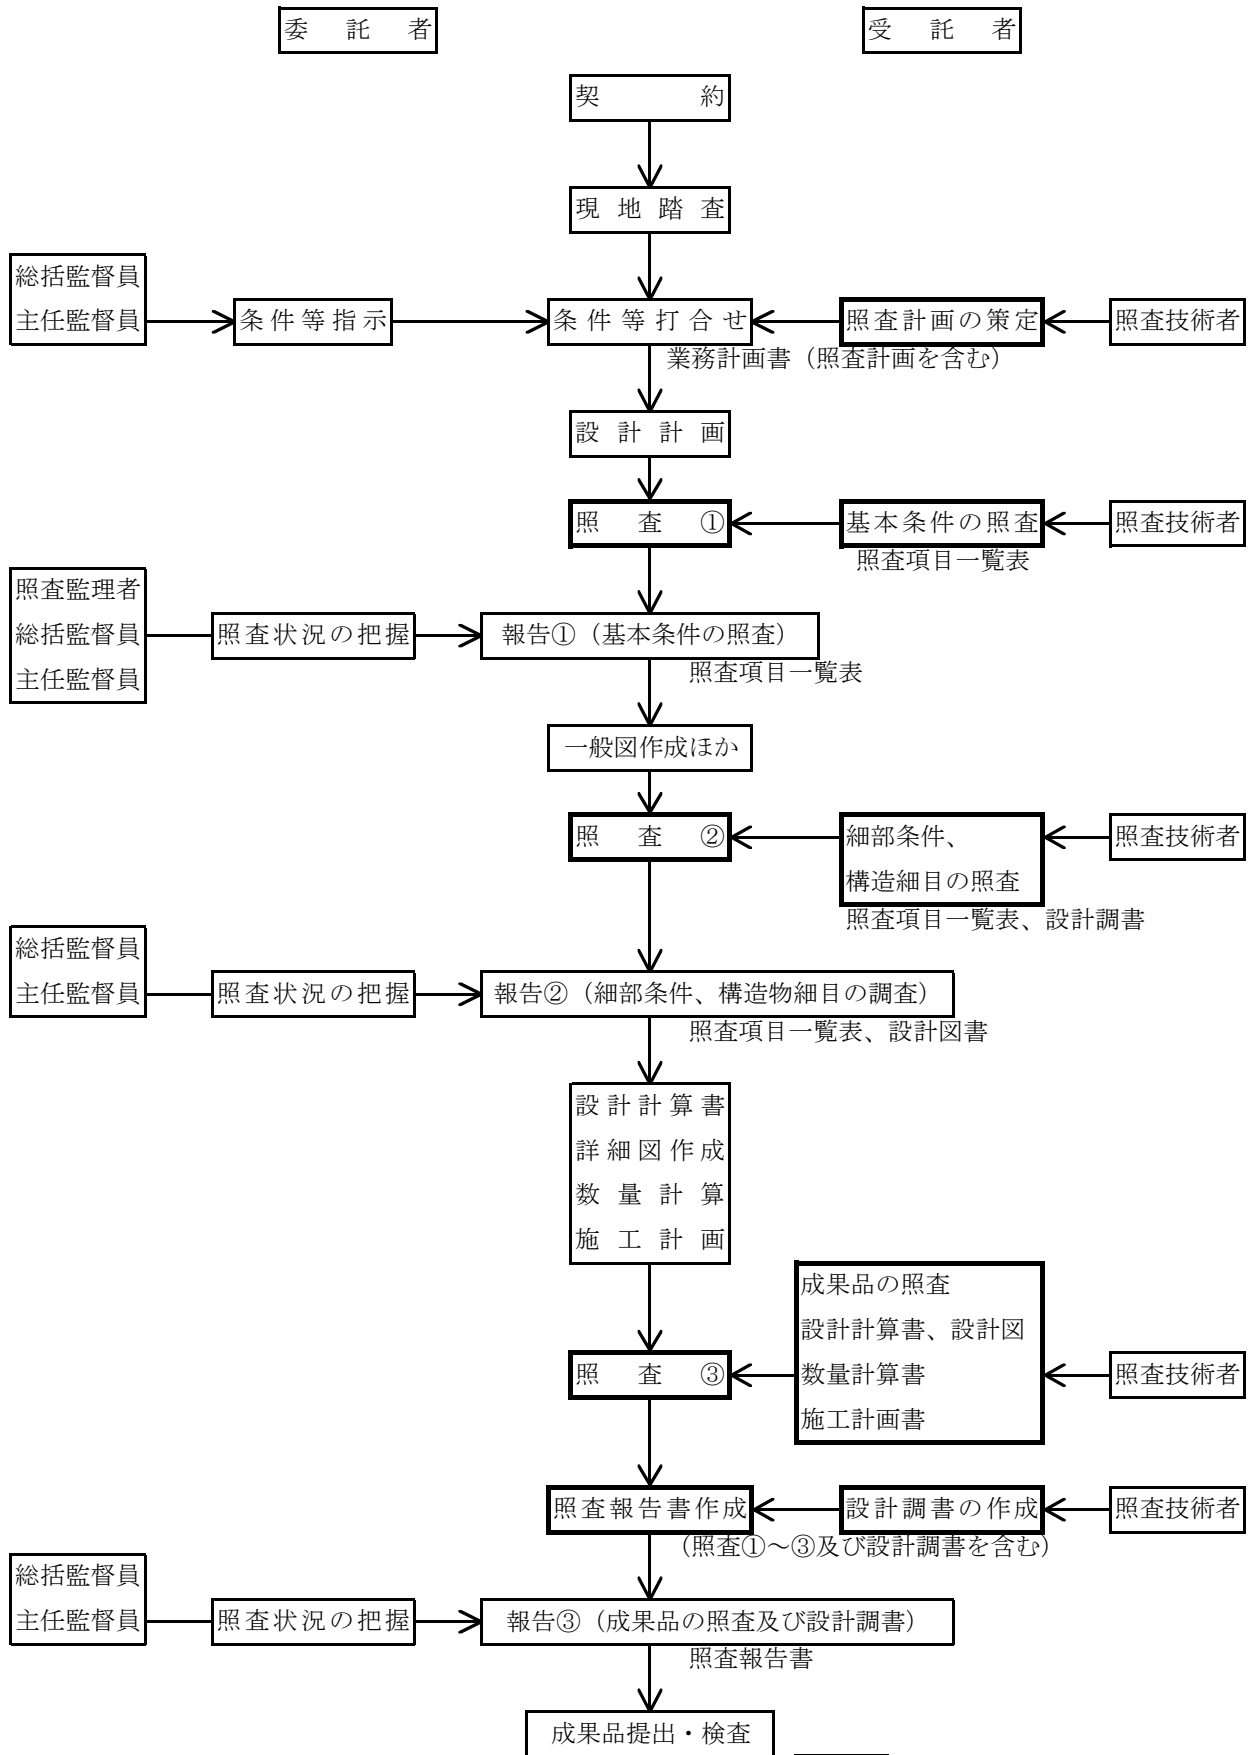 委託者
受託者
契約
現地踏査
総括監督員
主任監督員
条件等指示
条件等打合せ
照査計画の策定
照査技術者
業務計画書（照査計画を含む）
設計計画
照査①
基本条件の照査
照査技術者
照査項目一覧表
照査監理者
総括監督員
主任監督員
照査状況の把握
報告①（基本条件の照査）
照査項目一覧表
一般図作成ほか
照査②
細部条件、
構造細目の照査
照査技術者
照査項目一覧表、設計調書
総括監督員
主任監督員
照査状況の把握
報告②（細部条件、構造物細目の調査）
照査項目一覧表、設計図書
設計計算書
詳細図作成
数量計算
施工計画
成果品の照査
設計計算書、設計図
数量計算書
施工計画書
照査③
照査技術者
照査報告書作成
設計調書の作成
照査技術者
（照査①～③及び設計調書を含む）
総括監督員
主任監督員
照査状況の把握
報告③（成果品の照査及び設計調書）
照査報告書
成果品提出・検査